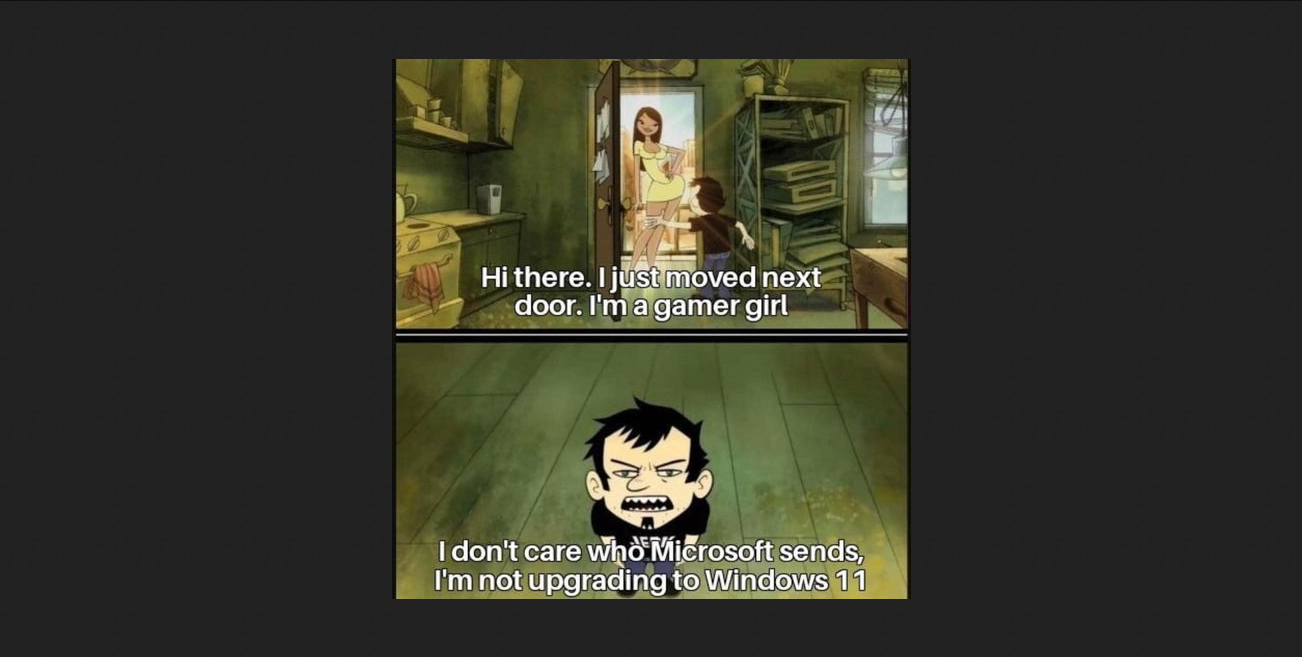 Hi there. I just moved next
door. I'm a gamer girl
I don't care who Microsoft sends,
I'm not upgrading to Windows 11